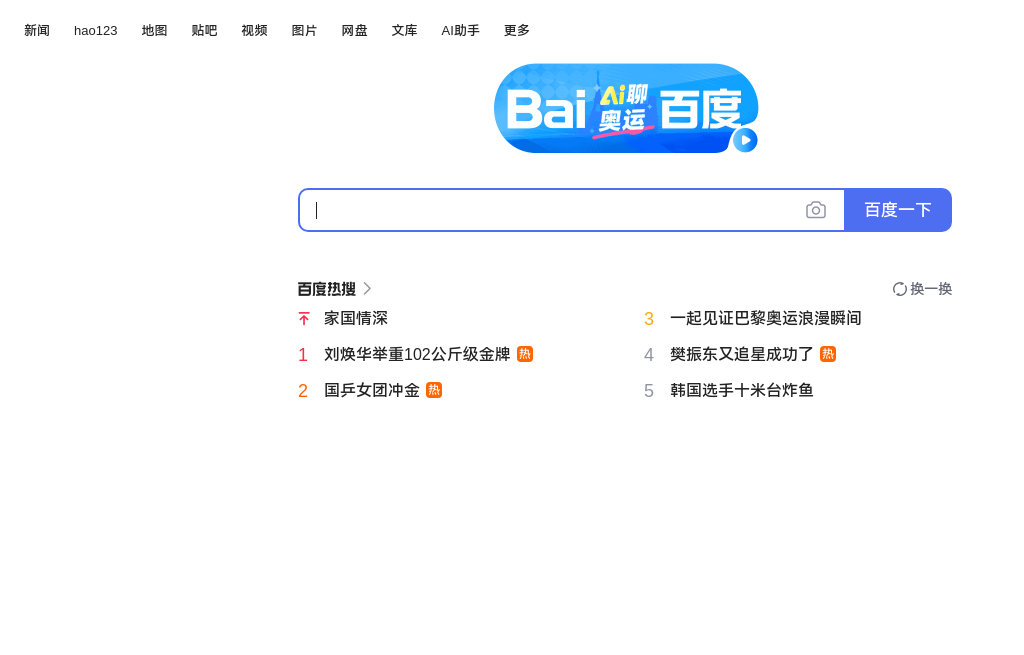 新闻 hao123 地图 贴吧 视频 图片 网盘 文库 AI助手 更多
Bai Ai聊奥运 百度
百度一下
百度热搜 换一换
家国情深
3 一起见证巴黎奥运浪漫瞬间
1 刘焕华举重102公斤级金牌 热
4 樊振东又追星成功了 热
2 国乒女团冲金 热
5 韩国选手十米台炸鱼